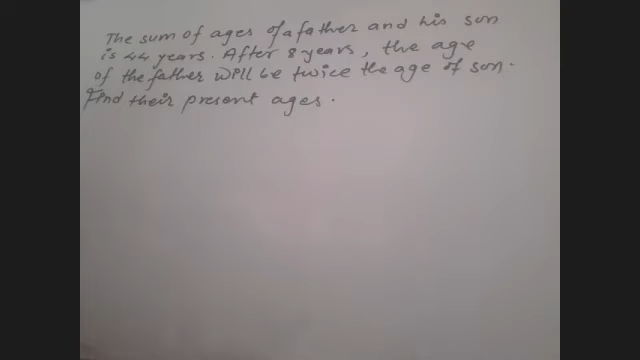 The sum of ages of a father and his son
is 44 years. After 8 years, the age
of the father will be twice the age of son.
Find their present ages.